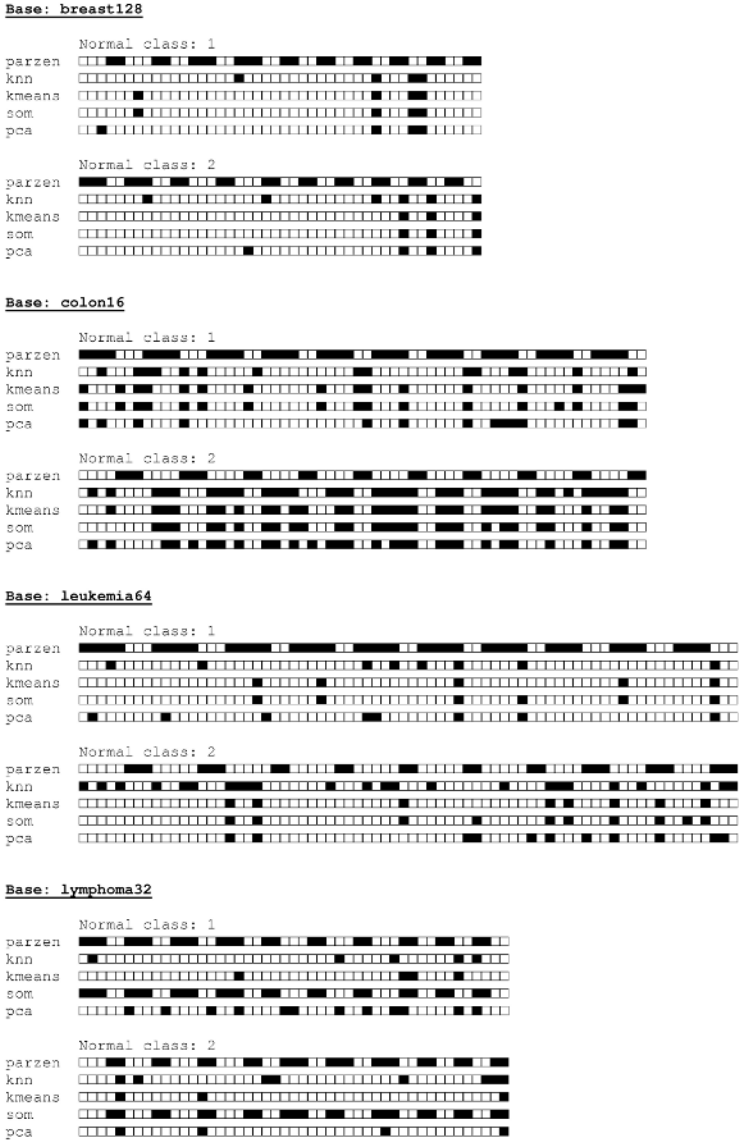 Base: breast128
Normal class: 1
parzen
knn
kmeans
som
pca
Normal class: 2
parzen
knn
kmeans
som
pca
Base: colon16
Normal class: 1
parzen
knn
kmeans
som
pca
Normal class: 2
parzen
knn
kmeans
som
pca
Base: leukemia64
Normal class: 1
parzen
knn
kmeans
som
pca
Normal class: 2
parzen
knn
kmeans
som
pca
Base: lymphoma32
Normal class: 1
parzen
knn
kmeans
som
pca
Normal class: 2
parzen
knn
kmeans
som
pca